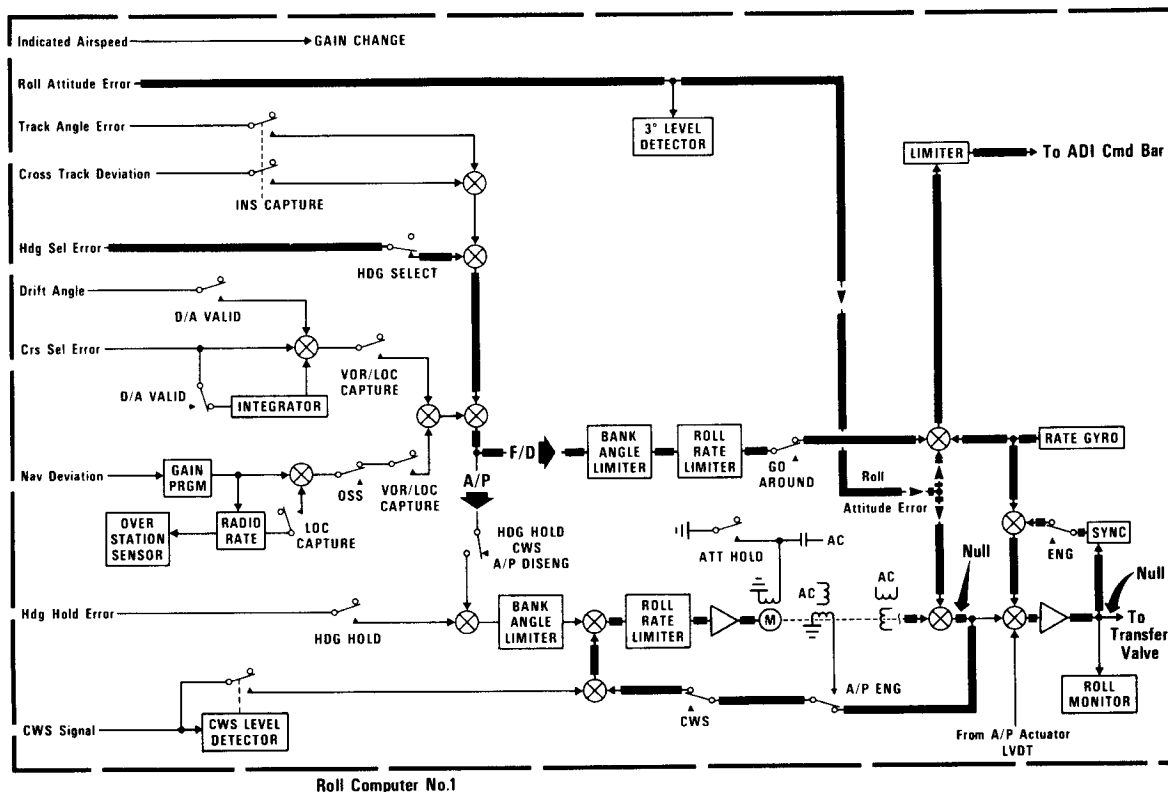 Indicated Airspeed
GAIN CHANGE
Roll Attitude Error
Track Angle Error
3° LEVEL
DETECTOR
LIMITER
To ADI Cmd Bar
Cross Track Deviation
INS CAPTURE
Hdg Sel Error
HDG SELECT
Drift Angle
D/A VALID
Crs Sel Error
VOR/LOC
CAPTURE
D/A VALID
INTEGRATOR
F/D
BANK
ANGLE
LIMITER
ROLL
RATE
LIMITER
GO
AROUND
RATE GYRO
Nav Deviation
GAIN
PRGM
OSS
VOR/LOC
CAPTURE
A/P
Roll
Attitude Error
OVER
STATION
SENSOR
RADIO
RATE
LOC
CAPTURE
HDG HOLD
CWS
A/P DISENG
ATT HOLD
AC
ENG
SYNC
Null
Null
AC
AC
Hdg Hold Error
HDG HOLD
BANK
ANGLE
LIMITER
ROLL
RATE
LIMITER
M
To
Transfer
Valve
A/P ENG
CWS
ROLL
MONITOR
CWS Signal
CWS LEVEL
DETECTOR
From A/P Actuator
LVDT
Roll Computer No.1